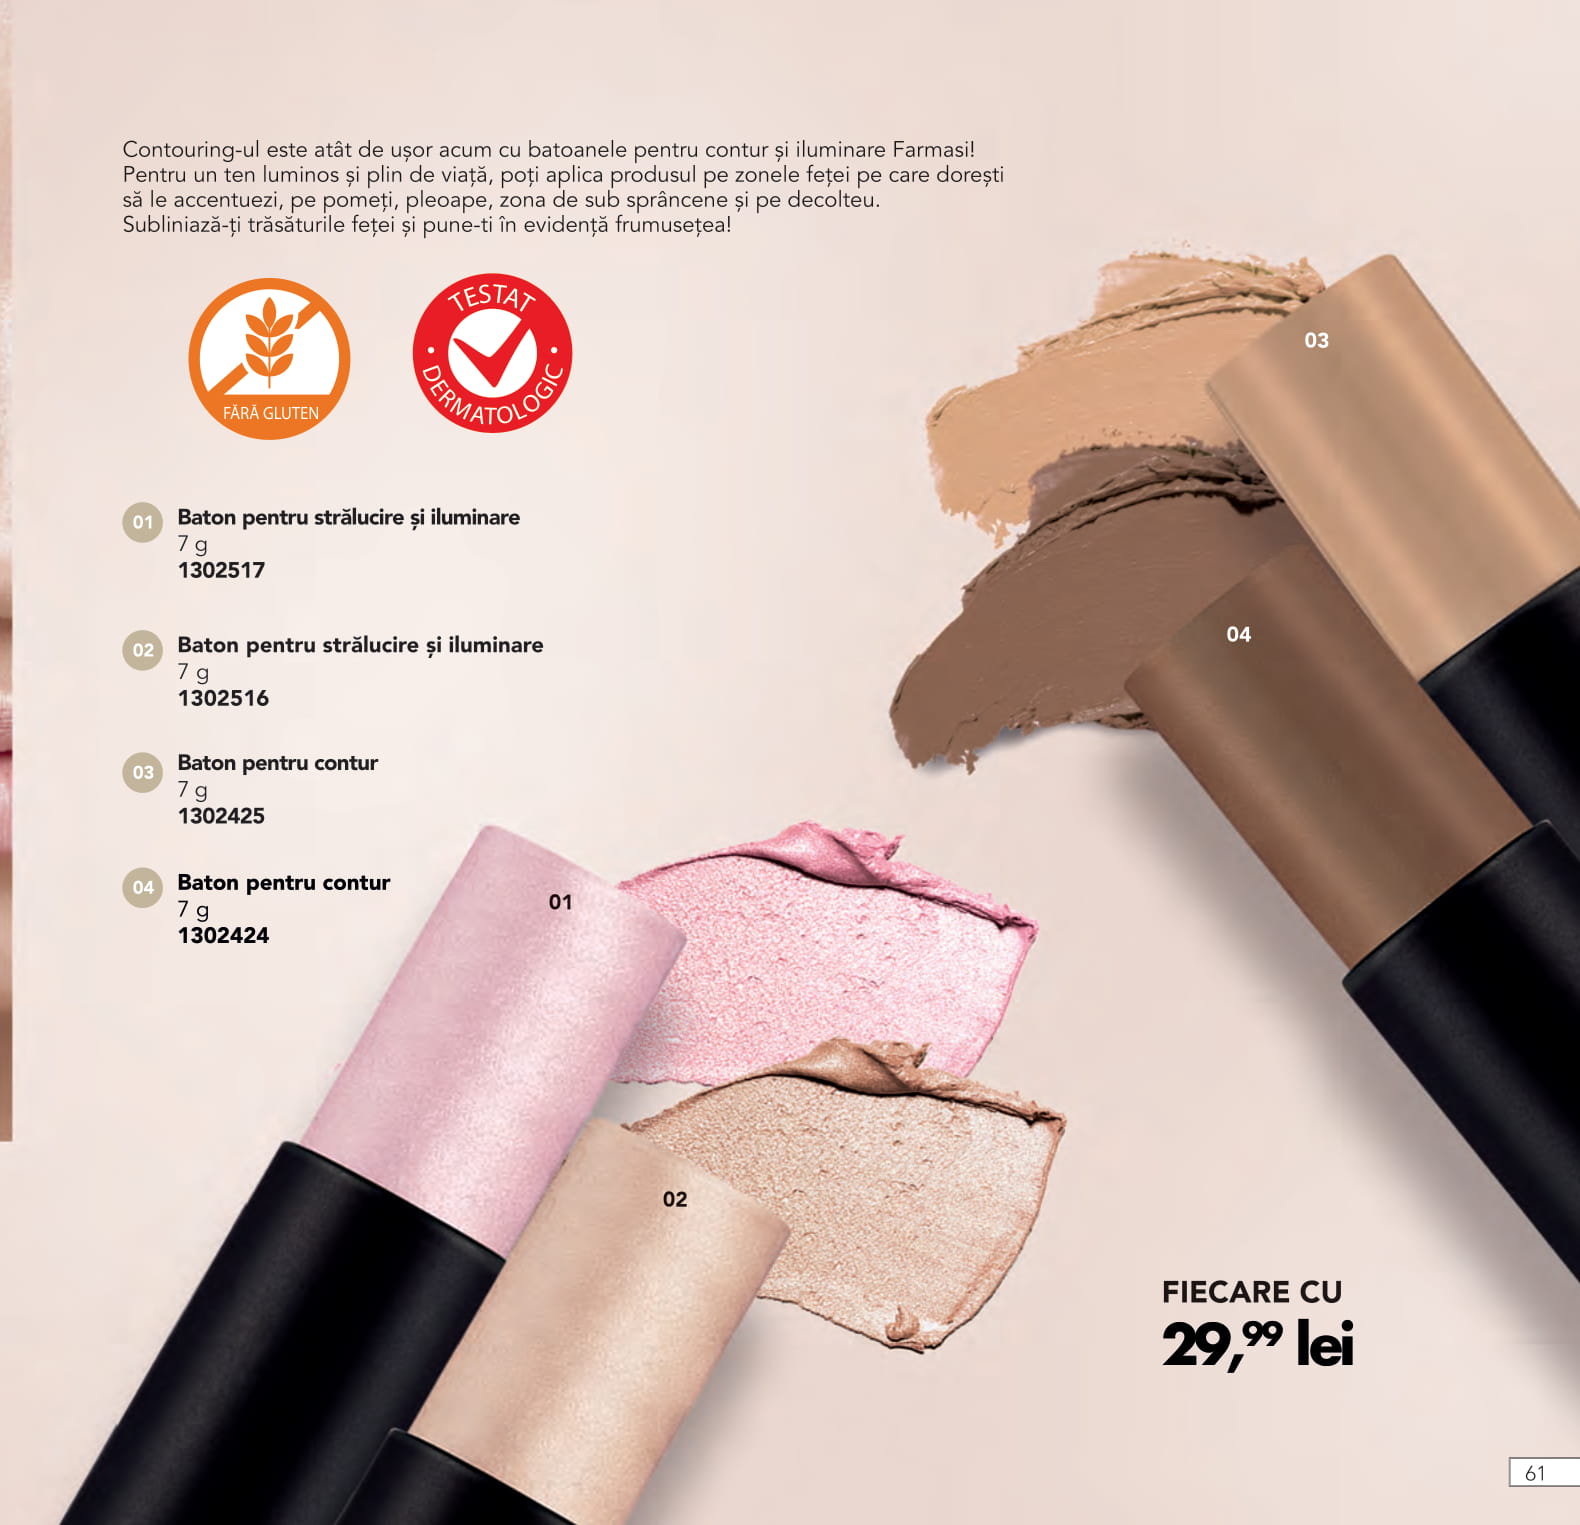 Contouring-ul este atât de ușor acum cu batoanele pentru contur și iluminare Farmasi!
Pentru un ten luminos și plin de viață, poți aplica produsul pe zonele feței pe care dorești
să le accentuezi, pe pomeți, pleoape, zona de sub sprâncene și pe decolteu.
Subliniază-ți trăsăturile feței și pune-ti în evidență frumusețea!
FĂRĂ GLUTEN
TESTAT
DERMATOLOGIC
01 Baton pentru strălucire și iluminare
7 g
1302517
02 Baton pentru strălucire și iluminare
7 g
1302516
03 Baton pentru contur
7 g
1302425
04 Baton pentru contur
7 g
1302424
03
04
01
02
FIECARE CU
29,99 lei
61